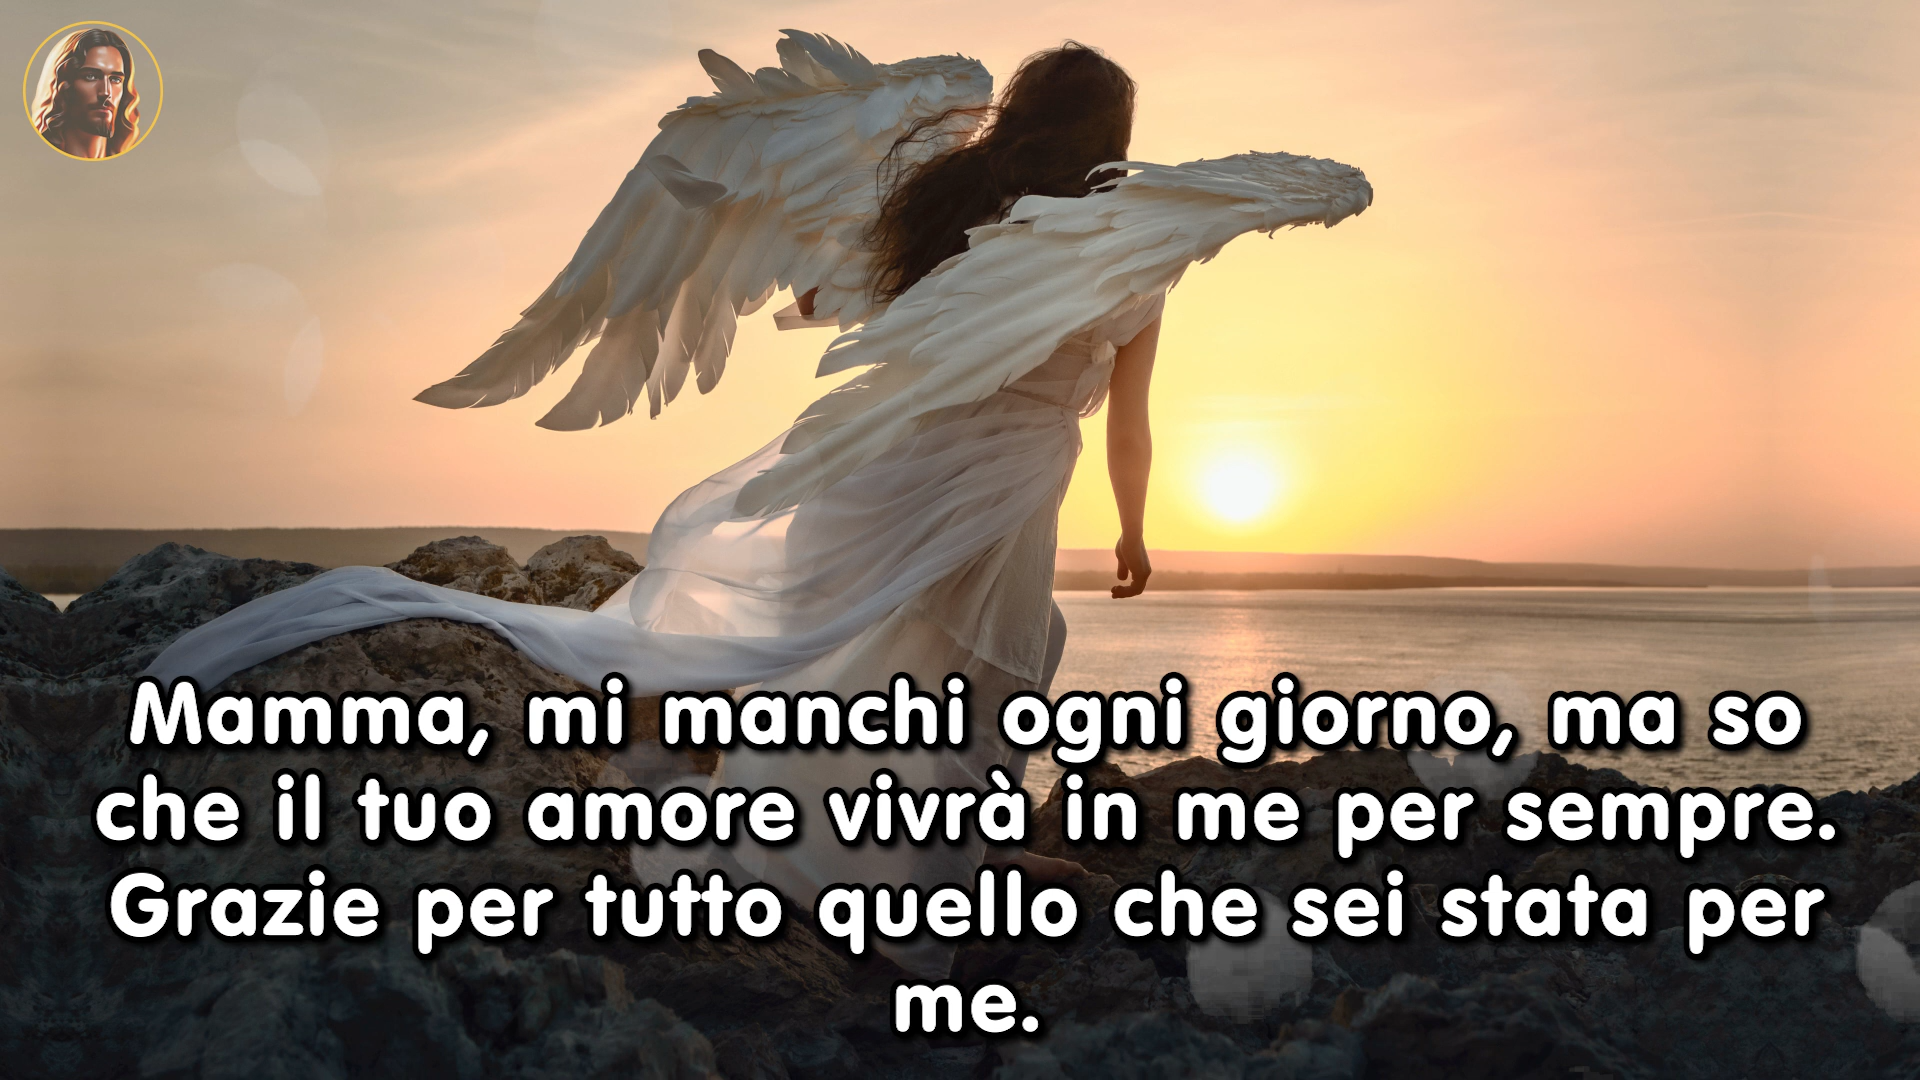 Mamma, mi manchi ogni giorno, ma so
che il tuo amore vivrà in me per sempre.
Grazie per tutto quello che sei stata per
me.